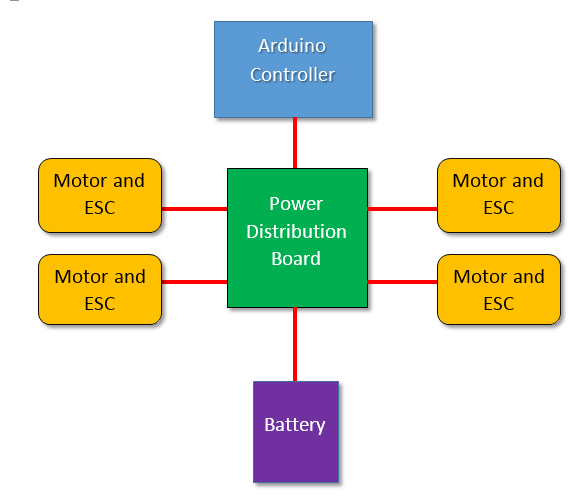 Arduino
Controller
Motor and
ESC
Motor and
ESC
Power
Distribution
Board
Motor and
ESC
Motor and
ESC
Battery